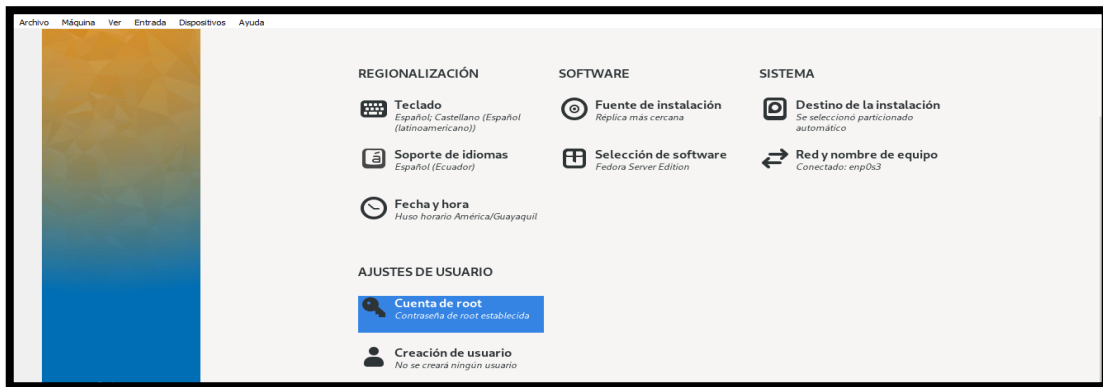 Archivo Máquina Ver Entrada Dispositivos Ayuda
REGIONALIZACIÓN
Teclado
Español; Castellano (Español
(latinoamericano))
Soporte de idiomas
Español (Ecuador)
Fecha y hora
Huso horario América/Guayaquil
SOFTWARE
Fuente de instalación
Réplica más cercana
Selección de software
Fedora Server Edition
SISTEMA
Destino de la instalación
Se seleccionó particionado
automático
Red y nombre de equipo
Conectado: enp0s3
AJUSTES DE USUARIO
Cuenta de root
Contraseña de root establecida
Creación de usuario
No se creará ningún usuario